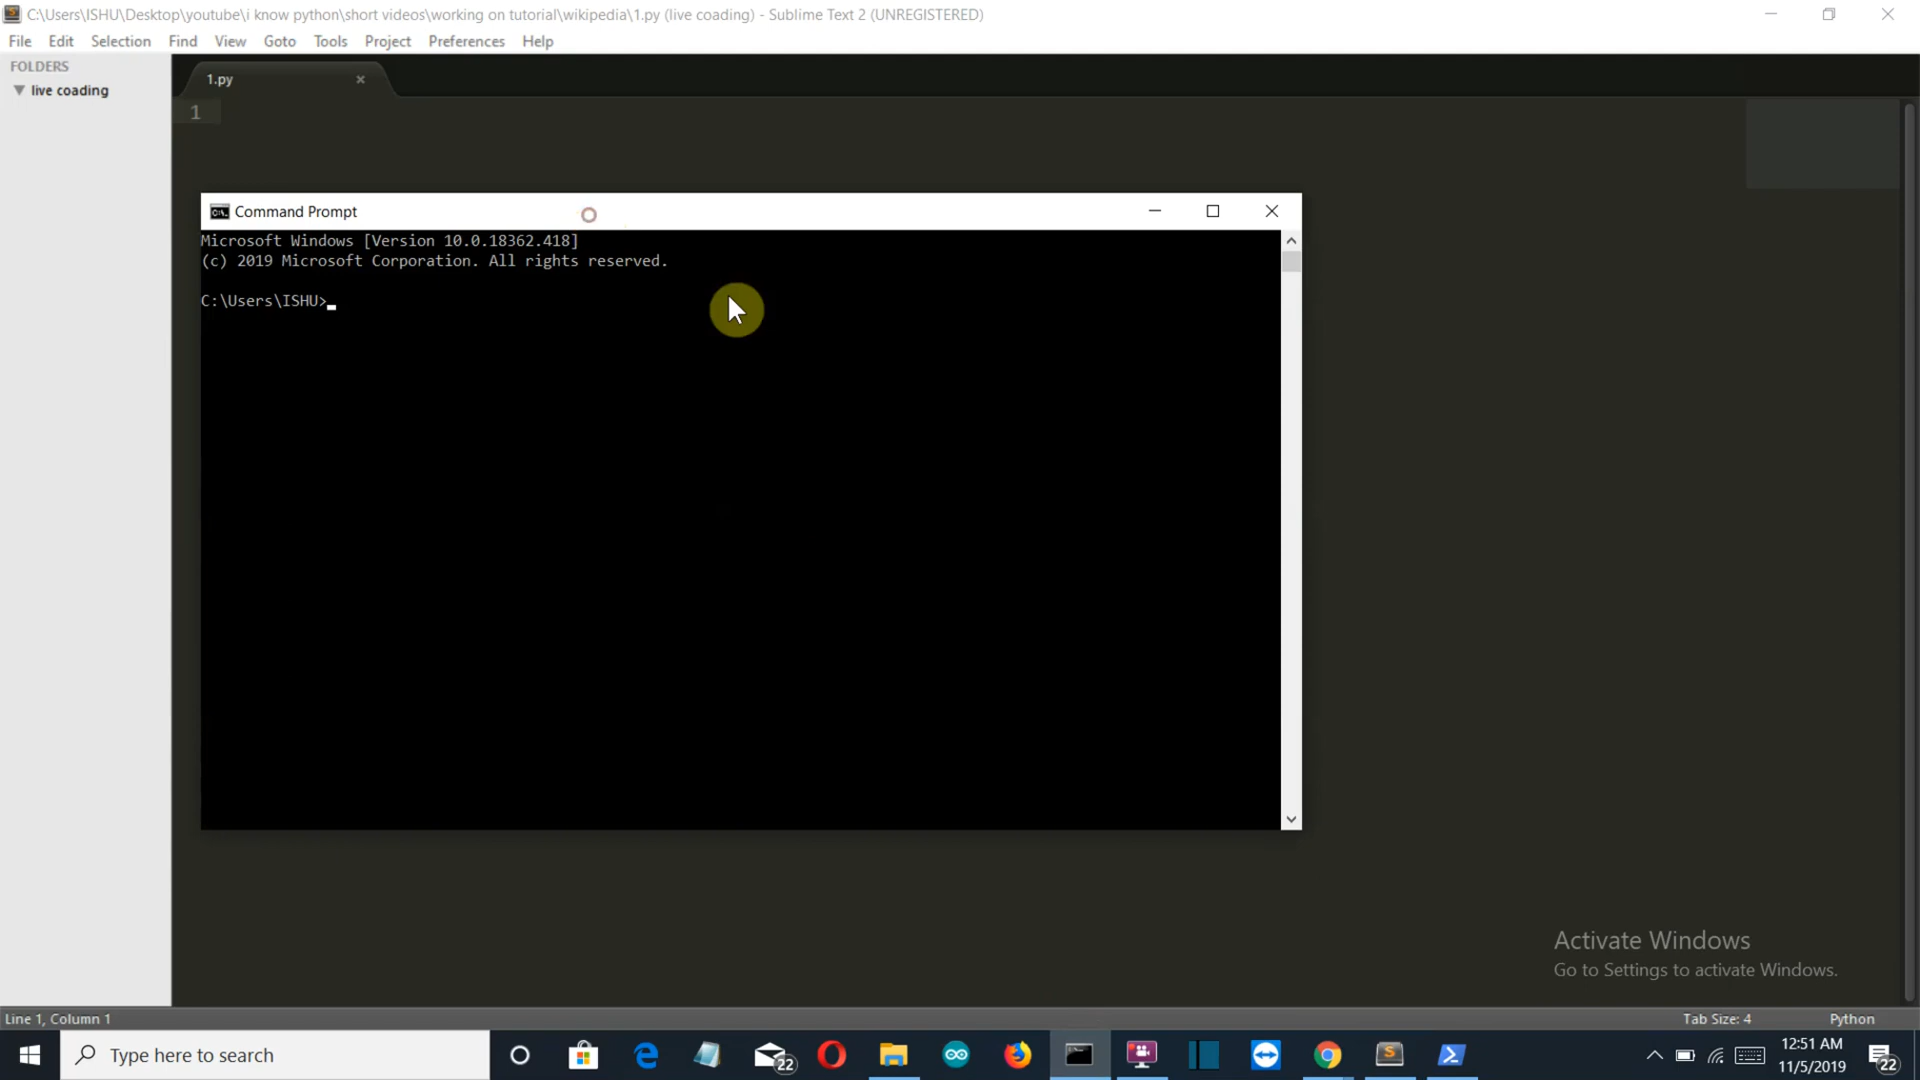 C:\Users\ISHU\Desktop\youtube\i know python\short videos\working on tutorial\wikipedia\1.py (live coading) - Sublime Text 2 (UNREGISTERED)
File Edit Selection Find View Goto Tools Project Preferences Help
FOLDERS
live coading
1.py
1
Command Prompt
Microsoft Windows [Version 10.0.18362.418]
(c) 2019 Microsoft Corporation. All rights reserved.
C:\Users\ISHU>
Activate Windows
Go to Settings to activate Windows.
Line 1, Column 1
Tab Size: 4
Python
Type here to search
22
12:51 AM
11/5/2019
22